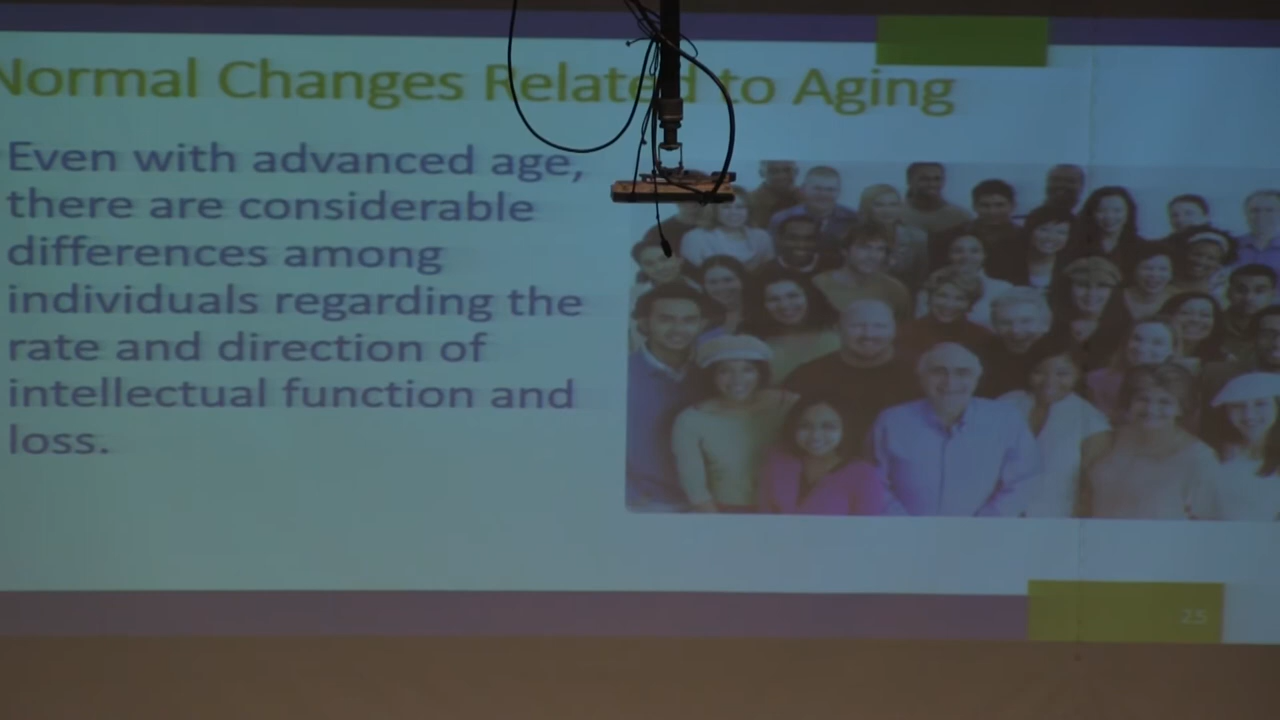 Normal Changes Related to Aging
Even with advanced age,
there are considerable
differences among
individuals regarding the
rate and direction of
intellectual function and
loss.
25